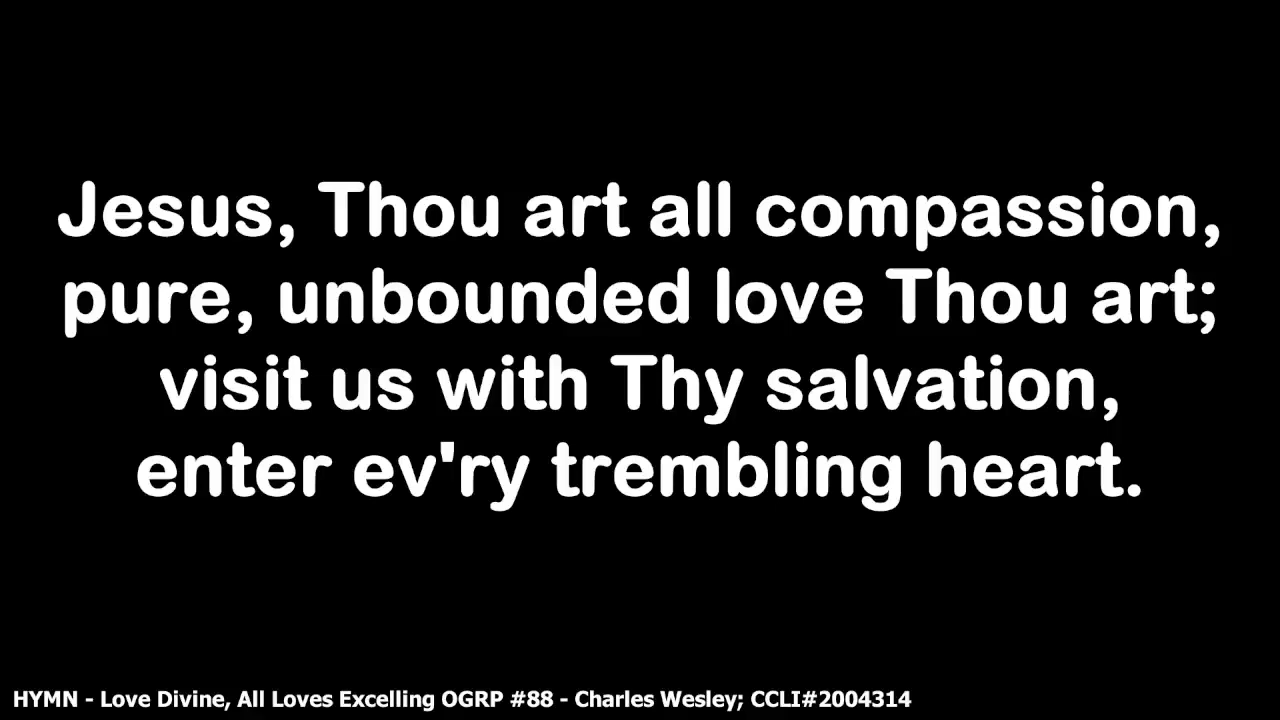 Jesus, Thou art all compassion,
pure, unbounded love Thou art;
visit us with Thy salvation,
enter ev'ry trembling heart.
HYMN - Love Divine, All Loves Excelling OGRP #88 - Charles Wesley; CCLI#2004314